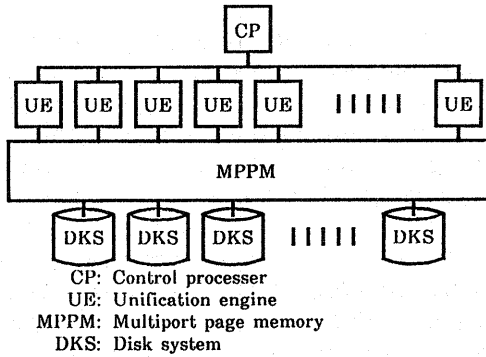 CP
UE UE UE UE UE UE
MPPM
DKS DKS DKS DKS
CP: Control processer
UE: Unification engine
MPPM: Multiport page memory
DKS: Disk system